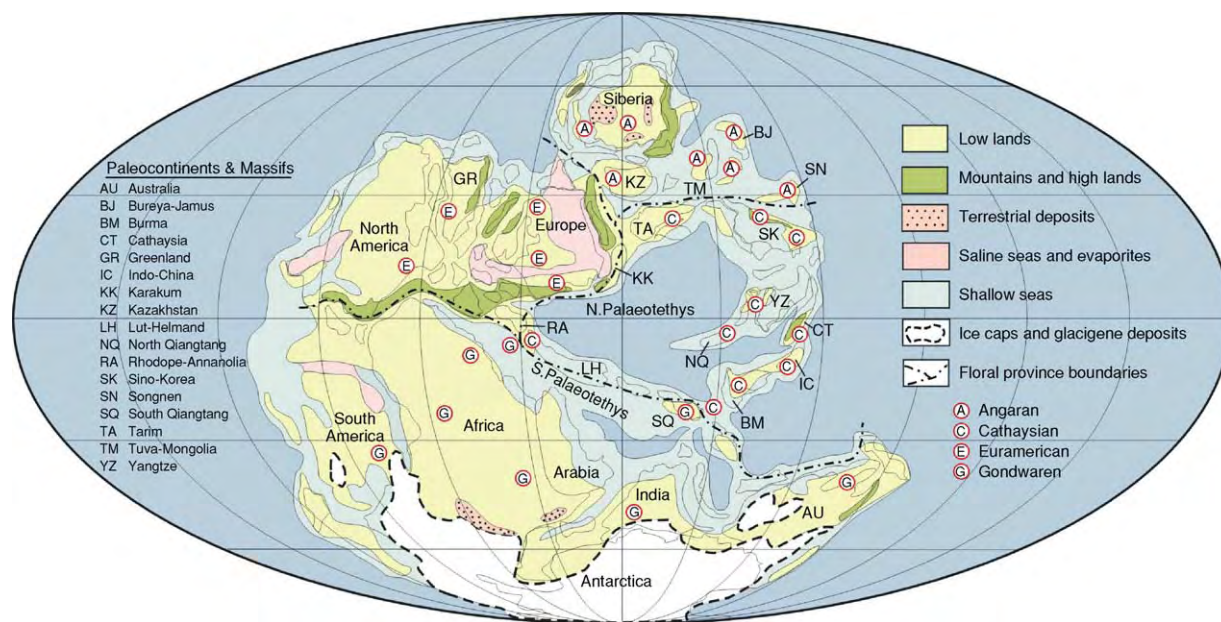 Paleocontinents & Massifs
AU Australia
BJ Bureya-Jamus
BM Burma
CT Cathaysia
GR Greenland
IC Indo-China
KK Karakum
KZ Kazakhstan
LH Lut-Helmand
NQ North Qiangtang
RA Rhodope-Annanolia
SK Sino-Korea
SN Songnen
SQ South Qiangtang
TA Tarim
TM Tuva-Mongolia
YZ Yangtze
Siberia
A
A
A
BJ
A
A
SN
A
KZ
TM
A
GR
E
E
Europe
North
America
E
E
E
TA
C
C
SK
C
KK
N.Palaeotethys
C
YZ
RA
C
G
G
NQ
C
C
CT
LH
S.Palaeotethys
C
IC
C
SQ
G
C
BM
G
Africa
South
America
G
G
Arabia
India
G
G
AU
Antarctica
Low lands
Mountains and high lands
Terrestrial deposits
Saline seas and evaporites
Shallow seas
Ice caps and glacigene deposits
Floral province boundaries
A Angaran
C Cathaysian
E Euramerican
G Gondwaren